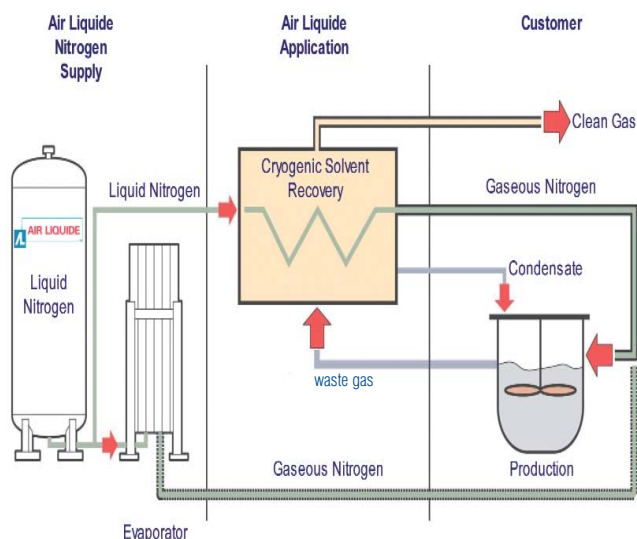 Air Liquide
Nitrogen
Supply
Air Liquide
Application
Customer
Clean Gas
Cryogenic Solvent
Recovery
Liquid Nitrogen
Gaseous Nitrogen
AIR LIQUIDE
Liquid
Nitrogen
Condensate
waste gas
Gaseous Nitrogen
Production
Evaporator